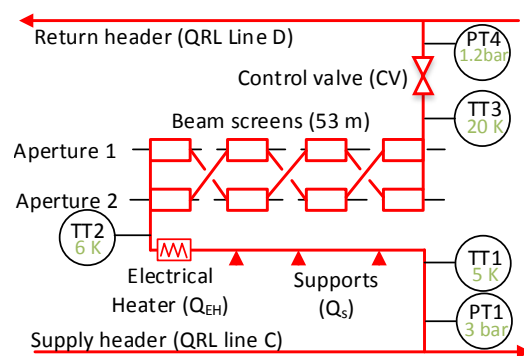 Return header (QRL Line D)
PT4
1.2bar
Control valve (CV)
TT3
20 K
Beam screens (53 m)
Aperture 1
Aperture 2
TT2
6 K
Electrical
Heater (QEH)
Supports
(Qs)
TT1
5 K
PT1
3 bar
Supply header (QRL line C)